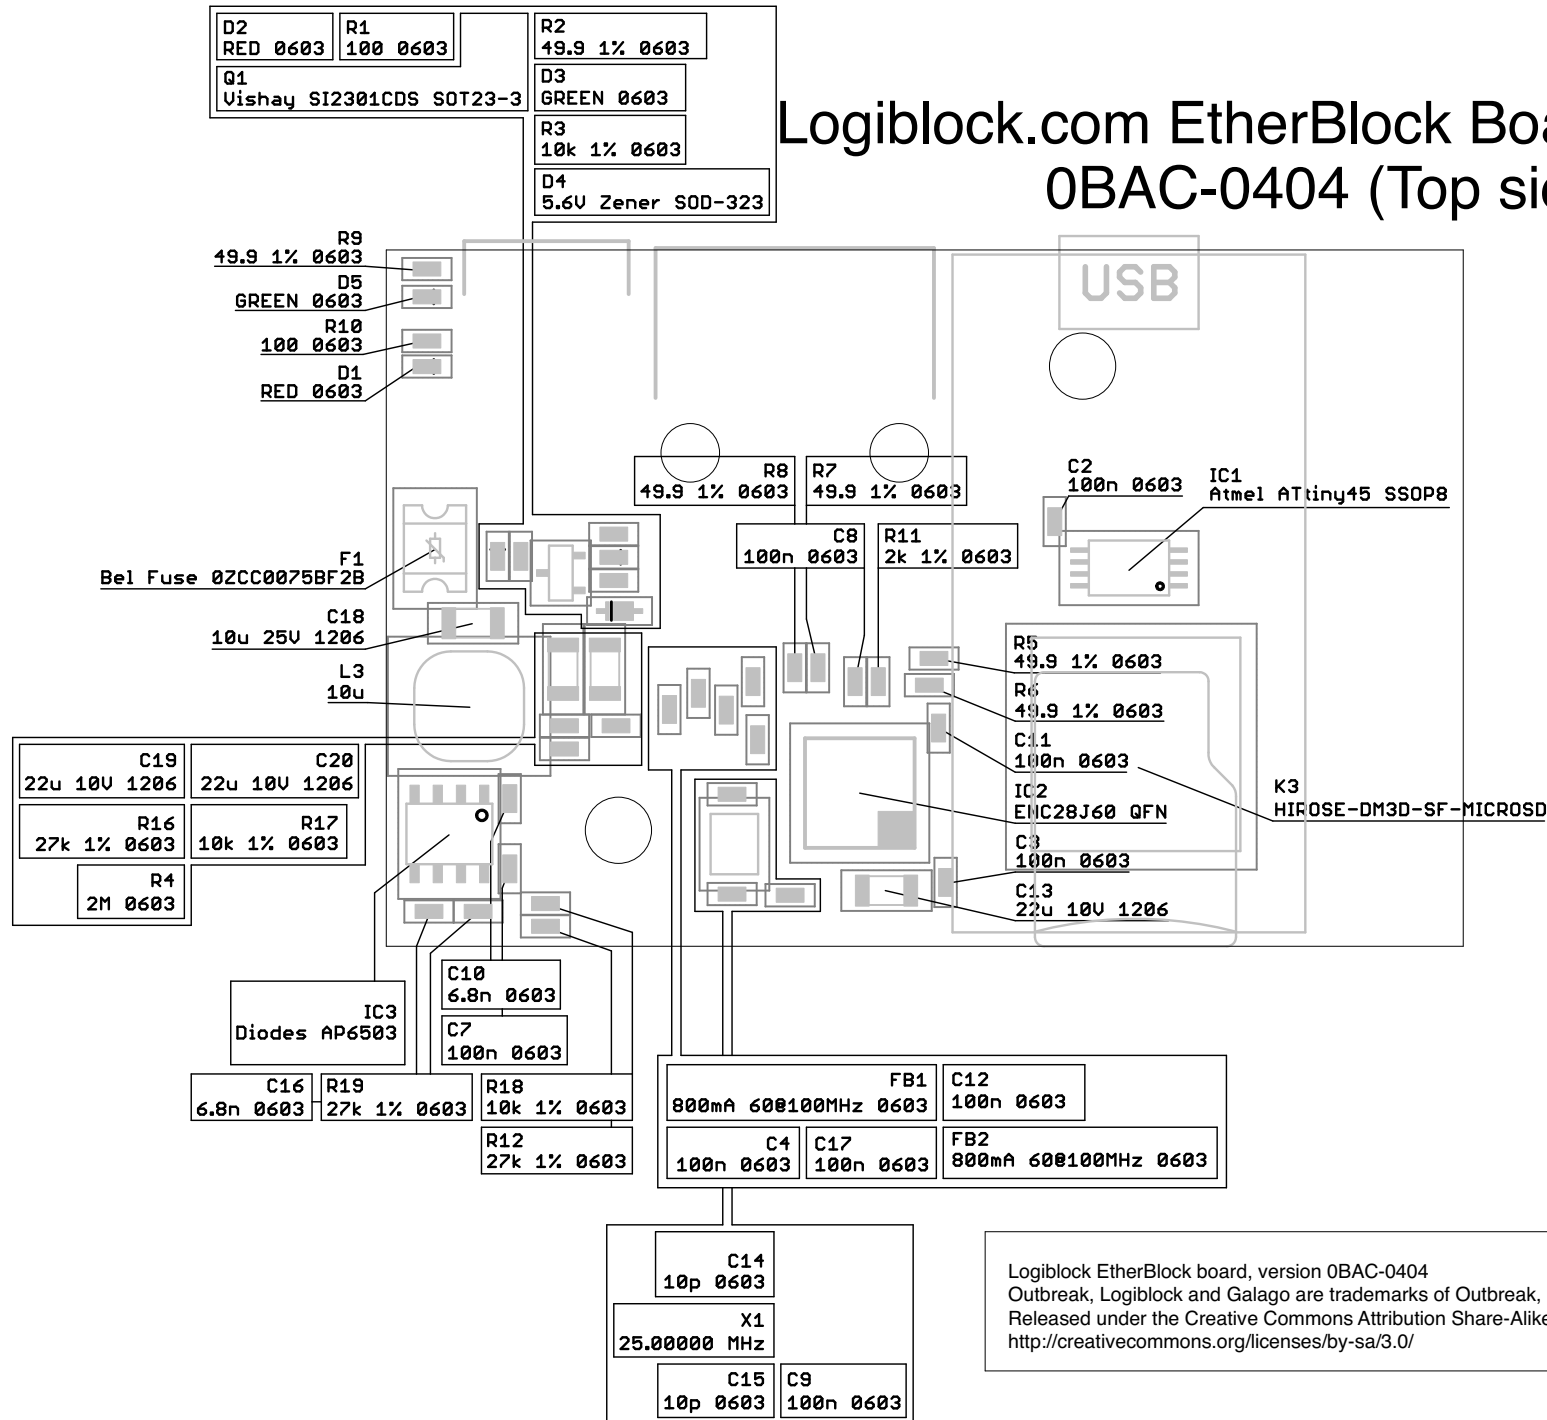 D2
RED 0603
R1
100 0603
R2
49.9 1% 0603
Q1
Vishay SI2301CDS SOT23-3
D3
GREEN 0603
R3
10k 1% 0603
D4
5.6V Zener SOD-323
Logiblock.com EtherBlock Boa
0BAC-0404 (Top sid
R9
49.9 1% 0603
D5
GREEN 0603
R10
100 0603
D1
RED 0603
USB
R8
49.9 1% 0603
R7
49.9 1% 0603
C2
100n 0603
IC1
Atmel ATtiny45 SSOP8
C8
100n 0603
R11
2k 1% 0603
F1
Bel Fuse 0ZCC0075BF2B
C18
10u 25V 1206
L3
10u
R5
49.9 1% 0603
R6
49.9 1% 0603
C11
100n 0603
IC2
ENC28J60 QFN
K3
HIROSE-DM3D-SF-MICROSD
C3
100n 0603
C13
22u 10V 1206
C19
22u 10V 1206
C20
22u 10V 1206
R16
27k 1% 0603
R17
10k 1% 0603
R4
2M 0603
IC3
Diodes AP6503
C10
6.8n 0603
C7
100n 0603
C16
6.8n 0603
R19
27k 1% 0603
R18
10k 1% 0603
R12
27k 1% 0603
FB1
800mA 60@100MHz 0603
C12
100n 0603
C4
100n 0603
C17
100n 0603
FB2
800mA 60@100MHz 0603
C14
10p 0603
X1
25.00000 MHz
C15
10p 0603
C9
100n 0603
Logiblock EtherBlock board, version 0BAC-0404
Outbreak, Logiblock and Galago are trademarks of Outbreak,
Released under the Creative Commons Attribution Share-Alike
http://creativecommons.org/licenses/by-sa/3.0/